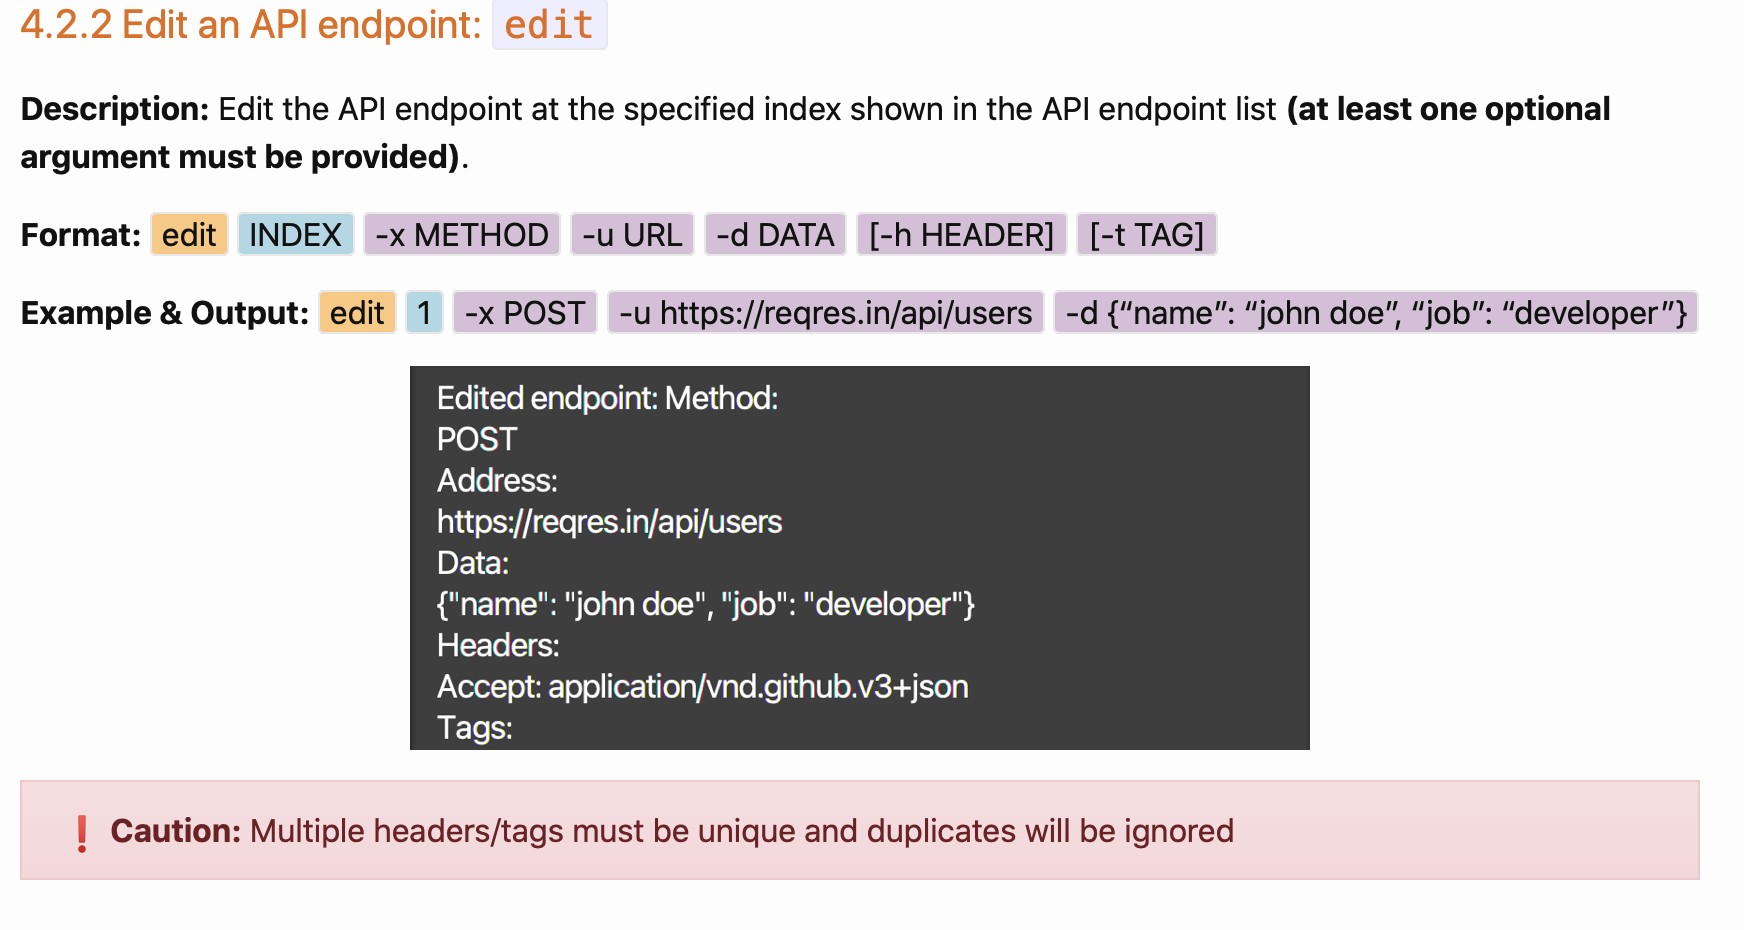 4.2.2 Edit an API endpoint: edit
Description: Edit the API endpoint at the specified index shown in the API endpoint list (at least one optional
argument must be provided).
Format: edit INDEX -x METHOD -u URL -d DATA [-h HEADER] [-t TAG]
Example & Output: edit 1 -x POST -u https://reqres.in/api/users -d {“name”: “john doe”, “job”: “developer”}
Edited endpoint: Method:
POST
Address:
https://reqres.in/api/users
Data:
{"name": "john doe", "job": "developer"}
Headers:
Accept: application/vnd.github.v3+json
Tags:
❗ Caution: Multiple headers/tags must be unique and duplicates will be ignored